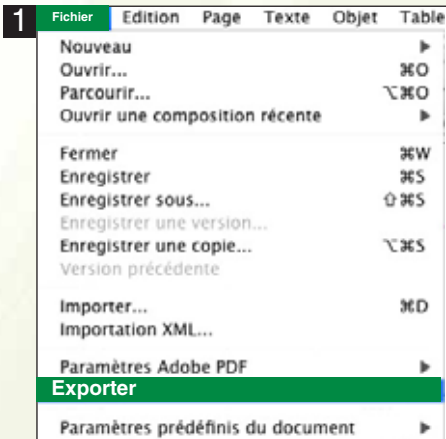 1 Fichier Edition Page Texte Objet Table
Nouveau ▶
Ouvrir... ⌘O
Parcourir... ⌥⌘O
Ouvrir une composition récente ▶
Fermer ⌘W
Enregistrer ⌘S
Enregistrer sous... ⇧⌘S
Enregistrer une version...
Enregistrer une copie... ⌥⌘S
Version précédente
Importer... ⌘D
Importation XML...
Paramètres Adobe PDF ▶
Exporter
Paramètres prédéfinis du document ▶